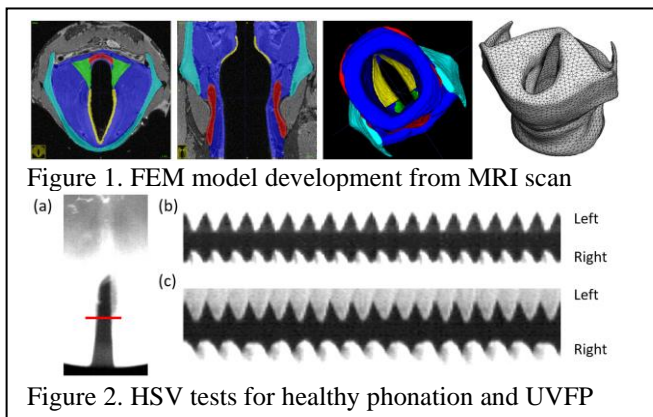 Figure 1. FEM model development from MRI scan
(a)
(b)
Left
Right
(c)
Left
Right
Figure 2. HSV tests for healthy phonation and UVFP